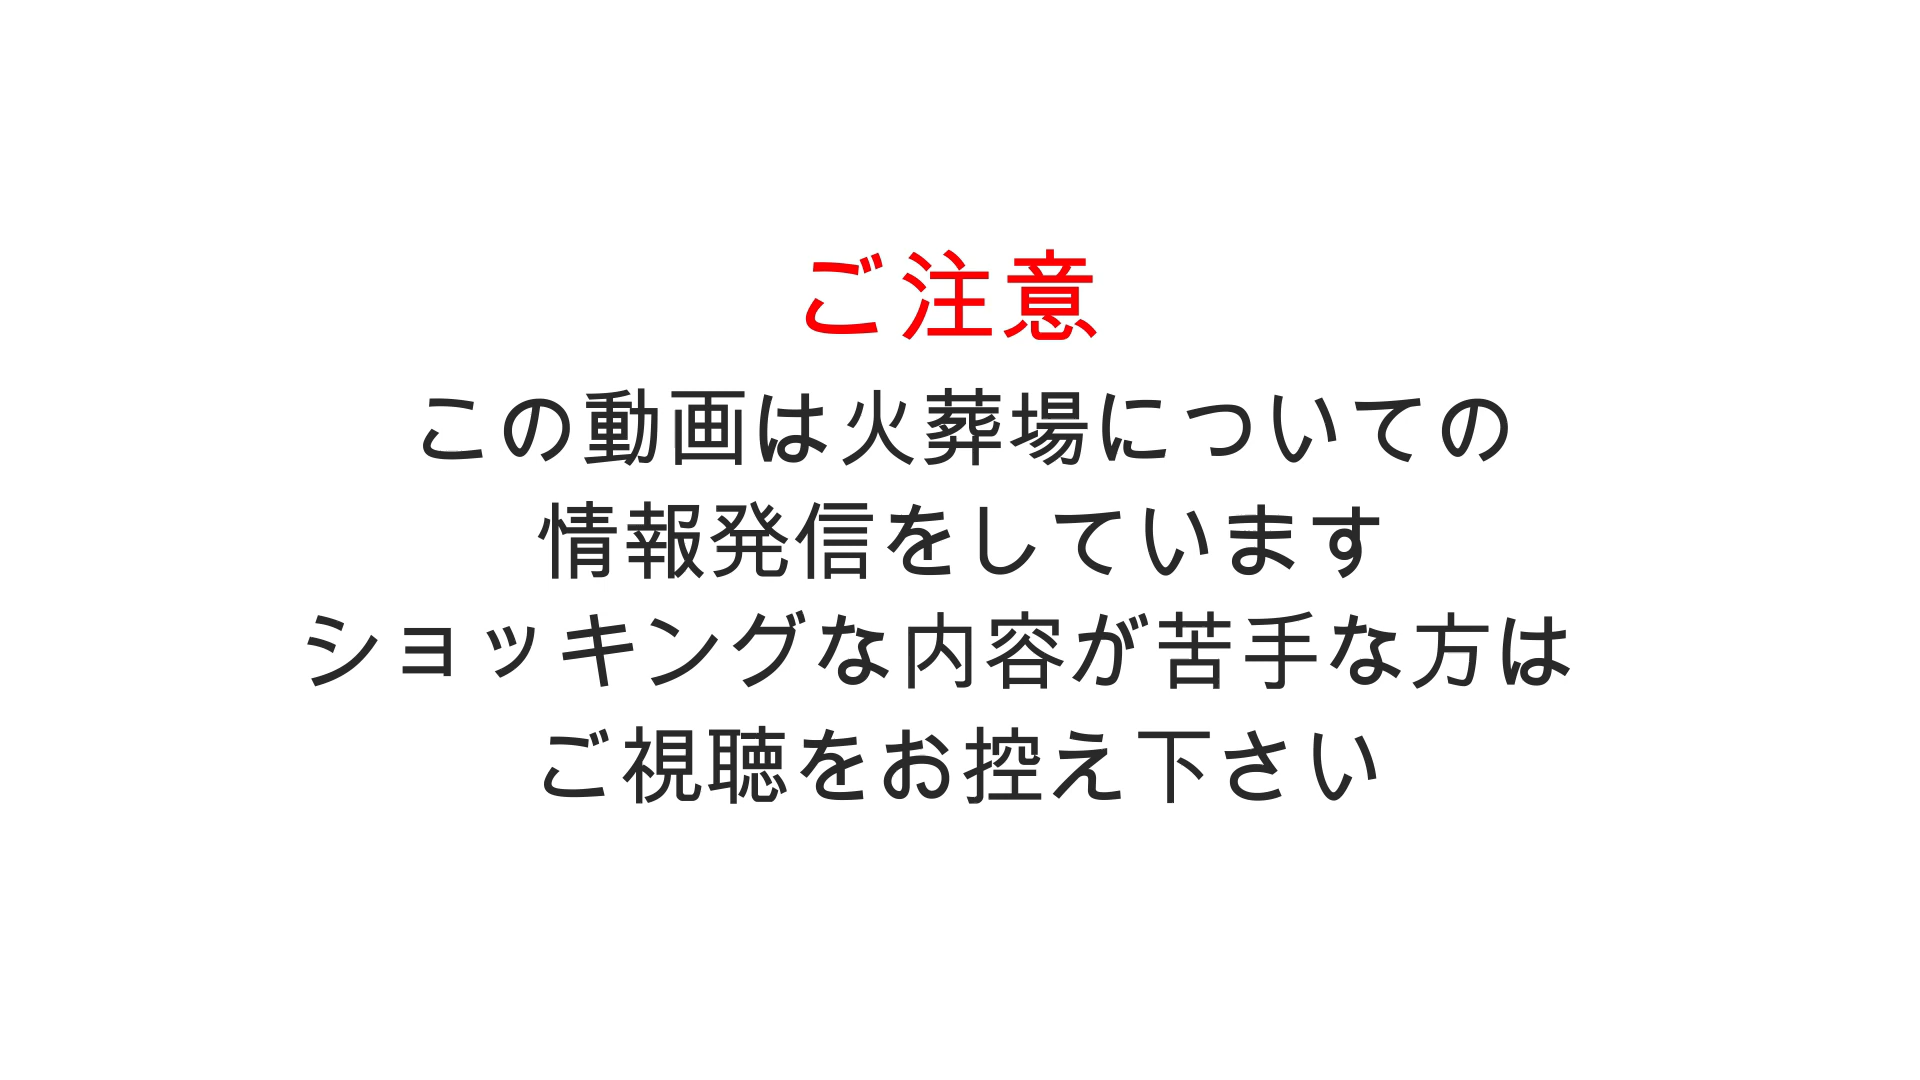 ご注意
この動画は火葬場についての
情報発信をしています
ショッキングな内容が苦手な方は
ご視聴をお控え下さい